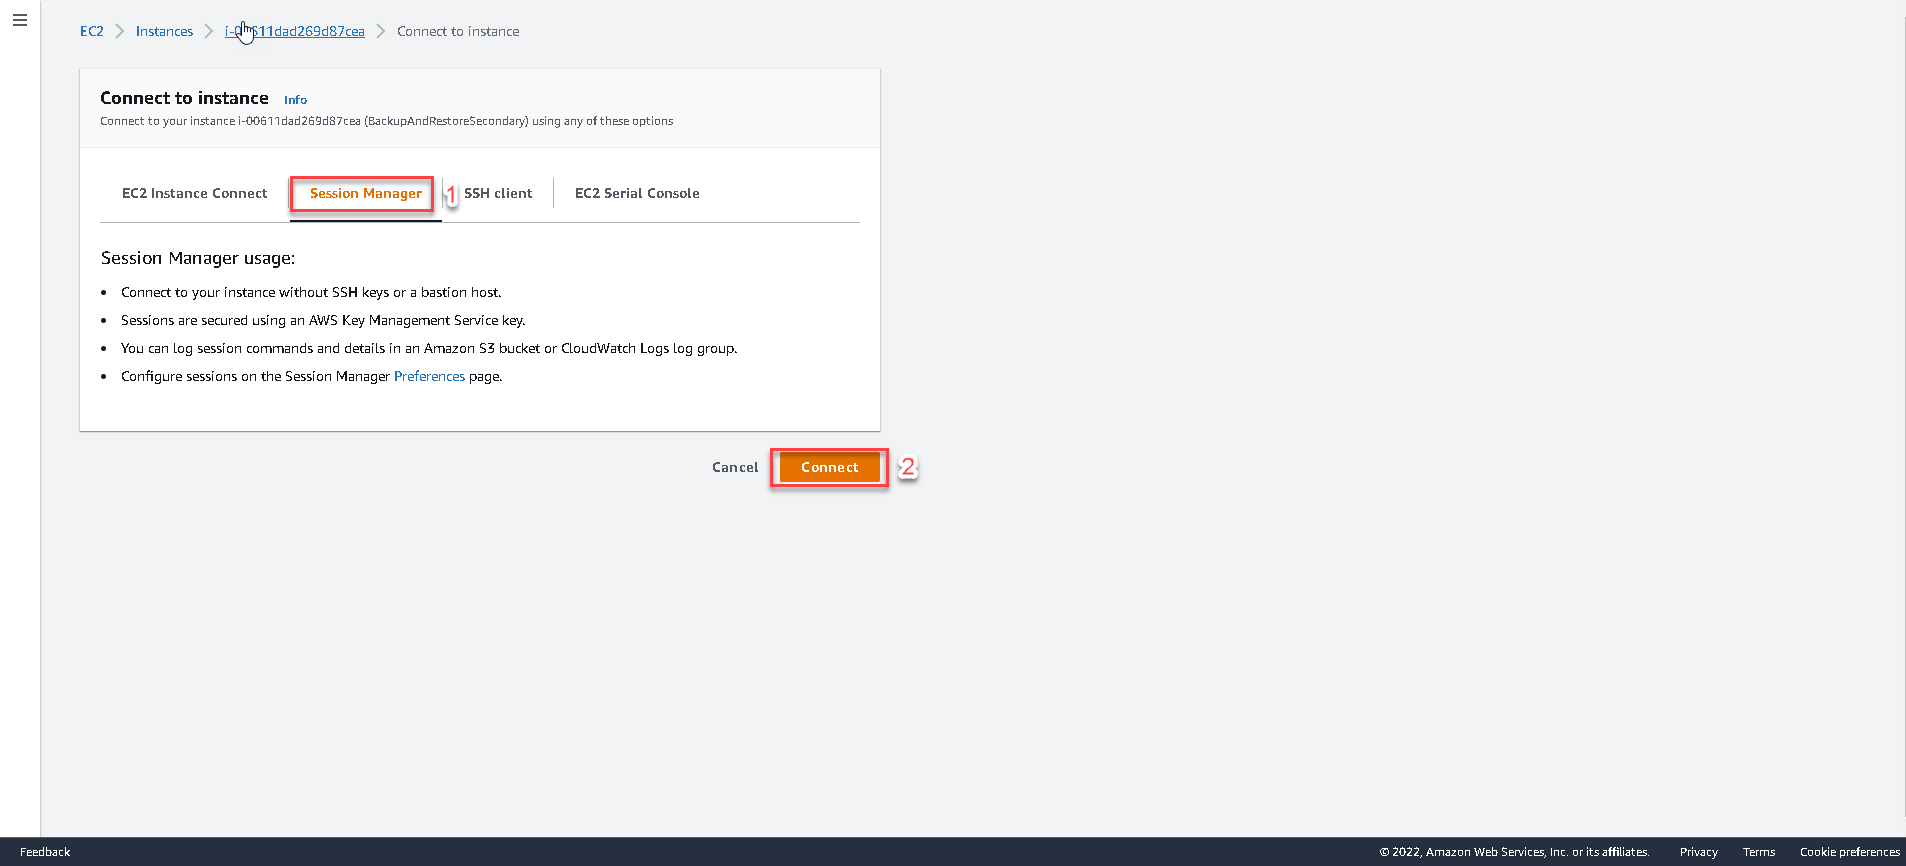 EC2 > Instances > i-00611dad269d87cea > Connect to instance
Connect to instance Info
Connect to your instance i-00611dad269d87cea (BackupAndRestoreSecondary) using any of these options
EC2 Instance Connect Session Manager 1 SSH client EC2 Serial Console
Session Manager usage:
• Connect to your instance without SSH keys or a bastion host.
• Sessions are secured using an AWS Key Management Service key.
• You can log session commands and details in an Amazon S3 bucket or CloudWatch Logs log group.
• Configure sessions on the Session Manager Preferences page.
Cancel Connect 2
Feedback © 2022, Amazon Web Services, Inc. or its affiliates. Privacy Terms Cookie preferences